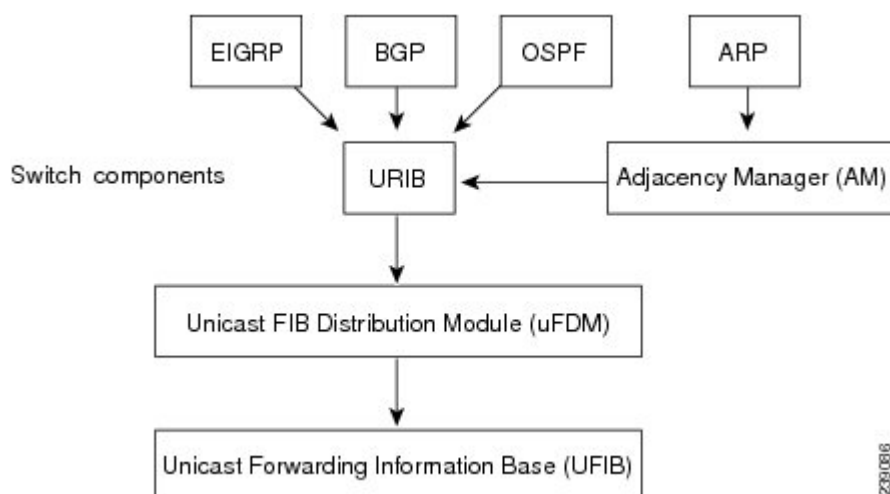 EIGRP
BGP
OSPF
ARP
Switch components
URIB
Adjacency Manager (AM)
Unicast FIB Distribution Module (uFDM)
Unicast Forwarding Information Base (UFIB)